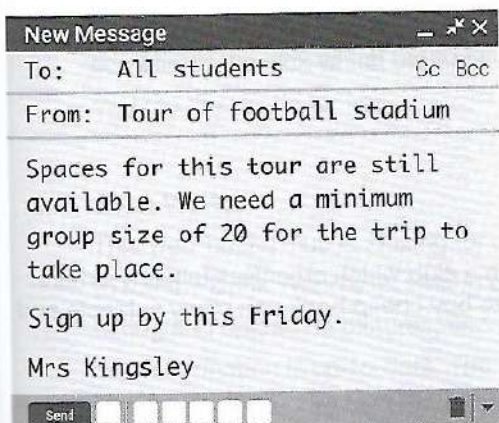 New Message
To: All students Cc Bcc
From: Tour of football stadium
Spaces for this tour are still
available. We need a minimum
group size of 20 for the trip to
take place.
Sign up by this Friday.
Mrs Kingsley
Send